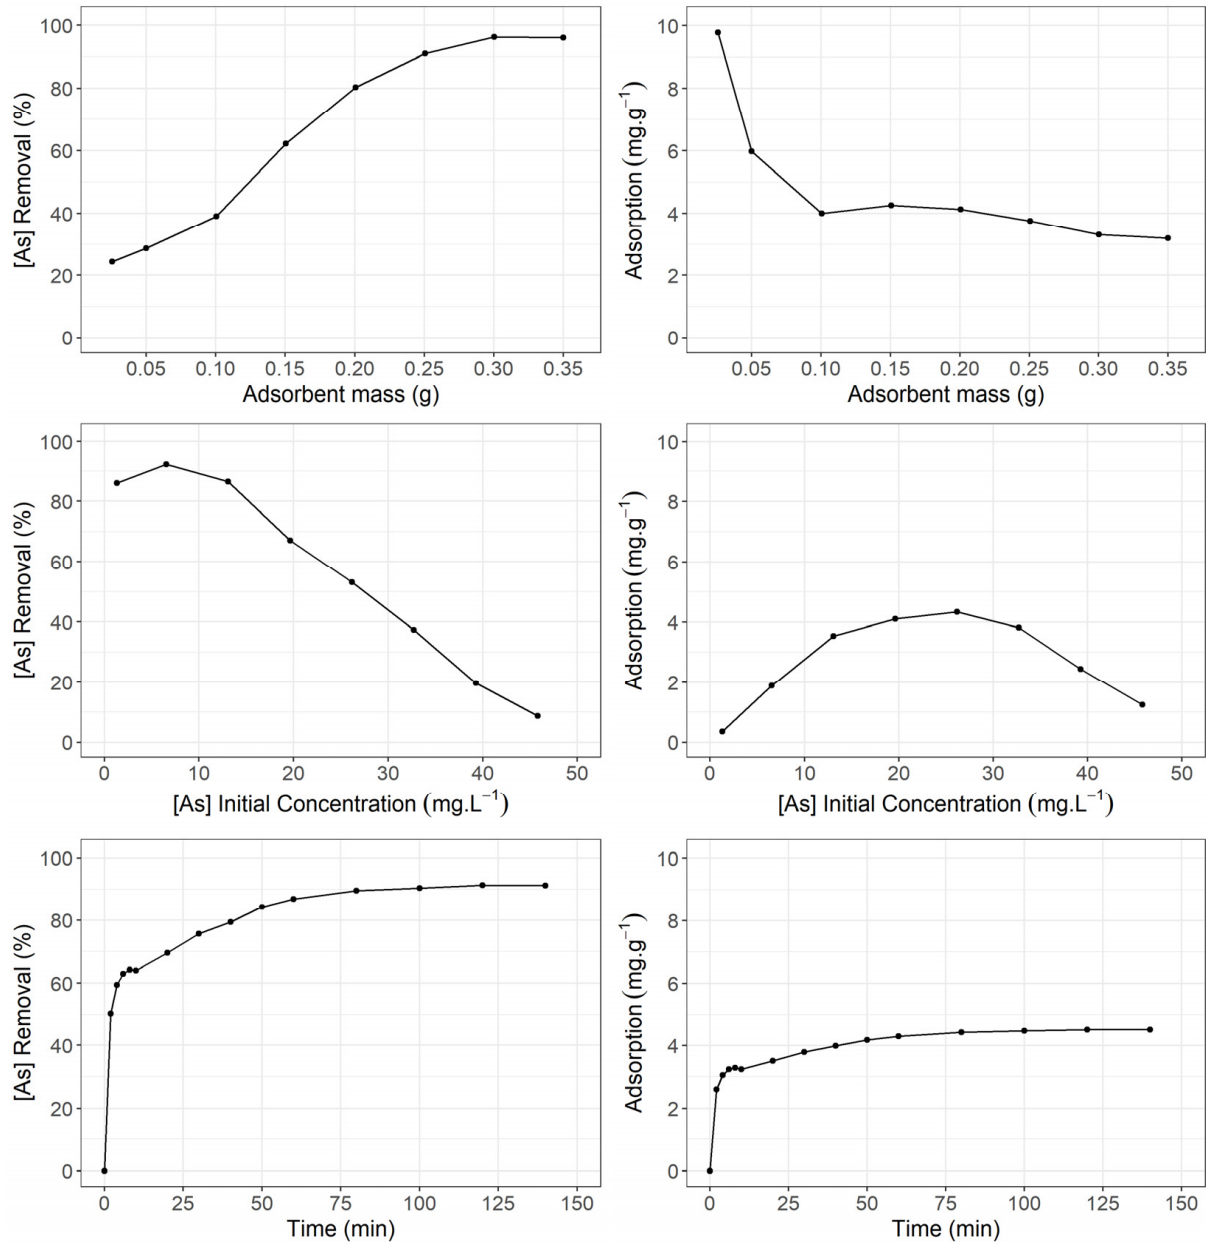 [As] Removal (%)
100
80
60
40
20
0
0.05 0.10 0.15 0.20 0.25 0.30 0.35
Adsorbent mass (g)
Adsorption (mg.g⁻¹)
10
8
6
4
2
0
0.05 0.10 0.15 0.20 0.25 0.30 0.35
Adsorbent mass (g)
[As] Removal (%)
100
80
60
40
20
0
0 10 20 30 40 50
[As] Initial Concentration (mg.L⁻¹)
Adsorption (mg.g⁻¹)
10
8
6
4
2
0
0 10 20 30 40 50
[As] Initial Concentration (mg.L⁻¹)
[As] Removal (%)
100
80
60
40
20
0
0 25 50 75 100 125 150
Time (min)
Adsorption (mg.g⁻¹)
10
8
6
4
2
0
0 25 50 75 100 125 150
Time (min)